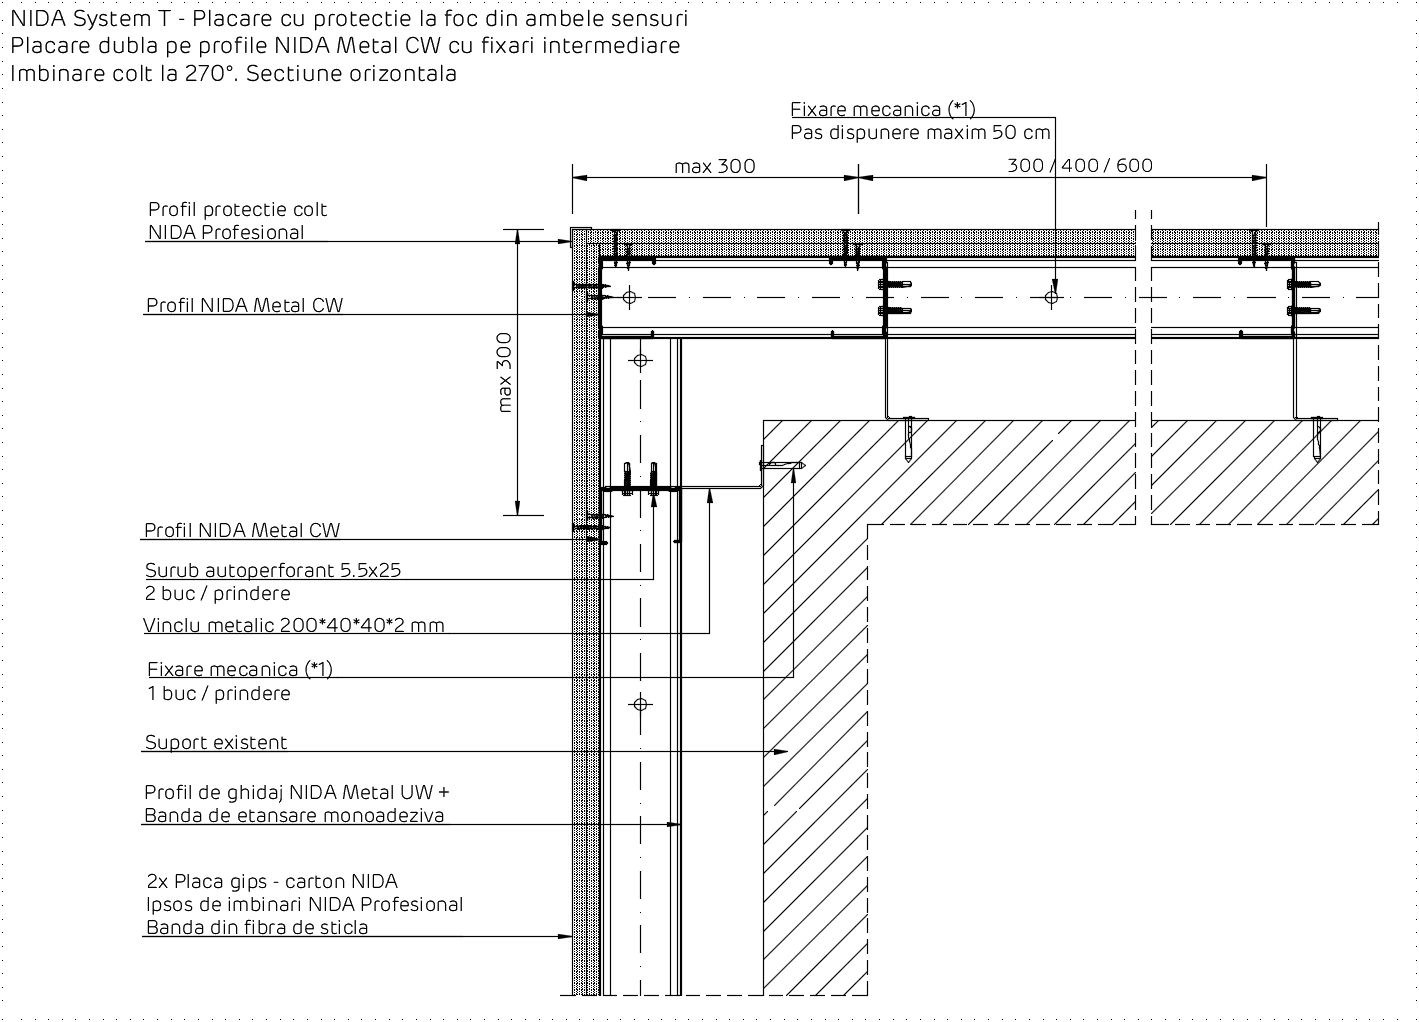 NIDA System T - Placare cu protectie la foc din ambele sensuri
Placare dubla pe profile NIDA Metal CW cu fixari intermediare
Imbinare colt la 270°. Sectiune orizontala
Fixare mecanica (*1)
Pas dispunere maxim 50 cm
max 300
300 / 400 / 600
Profil protectie colt
NIDA Profesional
Profil NIDA Metal CW
max 300
Profil NIDA Metal CW
Surub autoperforant 5.5x25
2 buc / prindere
Vinclu metalic 200*40*40*2 mm
Fixare mecanica (*1)
1 buc / prindere
Suport existent
Profil de ghidaj NIDA Metal UW +
Banda de etansare monoadeziva
2x Placa gips - carton NIDA
Ipsos de imbinari NIDA Profesional
Banda din fibra de sticla